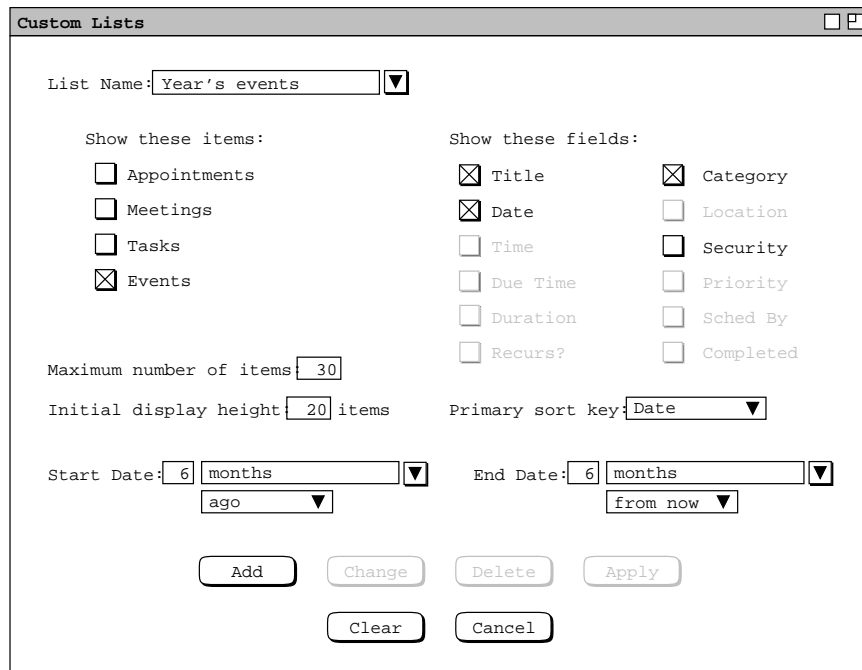 Custom Lists
List Name: Year's events
Show these items:
Appointments
Meetings
Tasks
Events
Show these fields:
Title
Category
Date
Location
Time
Security
Due Time
Priority
Duration
Sched By
Recurs?
Completed
Maximum number of items: 30
Initial display height: 20 items
Primary sort key: Date
Start Date: 6 months
ago
End Date: 6 months
from now
Add Change Delete Apply
Clear Cancel